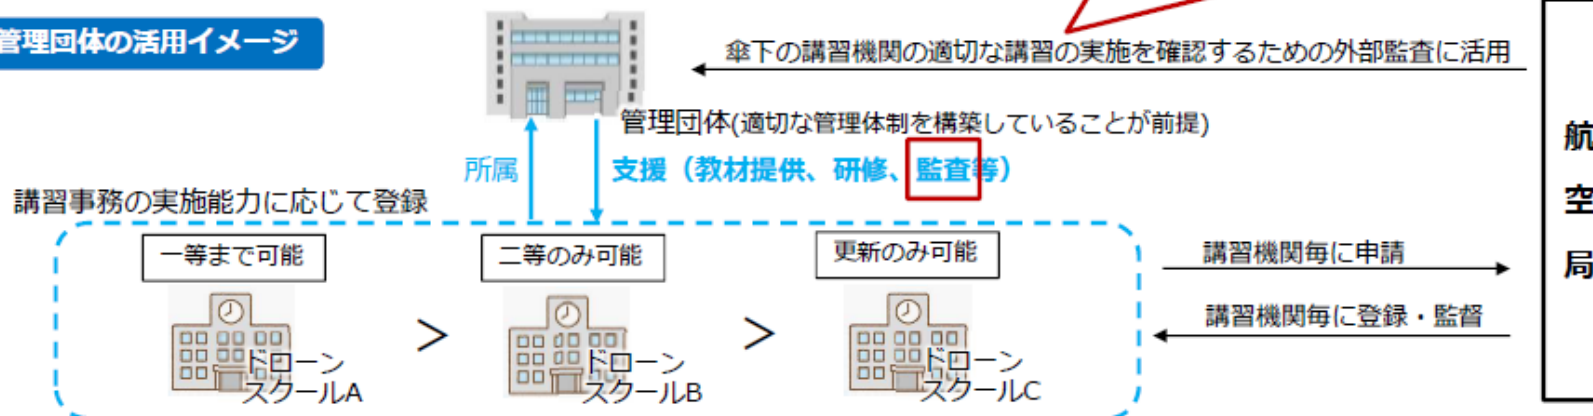 管理団体の活用イメージ
傘下の講習機関の適切な講習の実施を確認するための外部監査に活用
管理団体(適切な管理体制を構築していることが前提)
所属
支援（教材提供、研修、監査等）
講習事務の実施能力に応じて登録
一等まで可能
二等のみ可能
更新のみ可能
ドローン
スクールA
>
ドローン
スクールB
>
ドローン
スクールC
講習機関毎に申請
講習機関毎に登録・監督
航
空
局